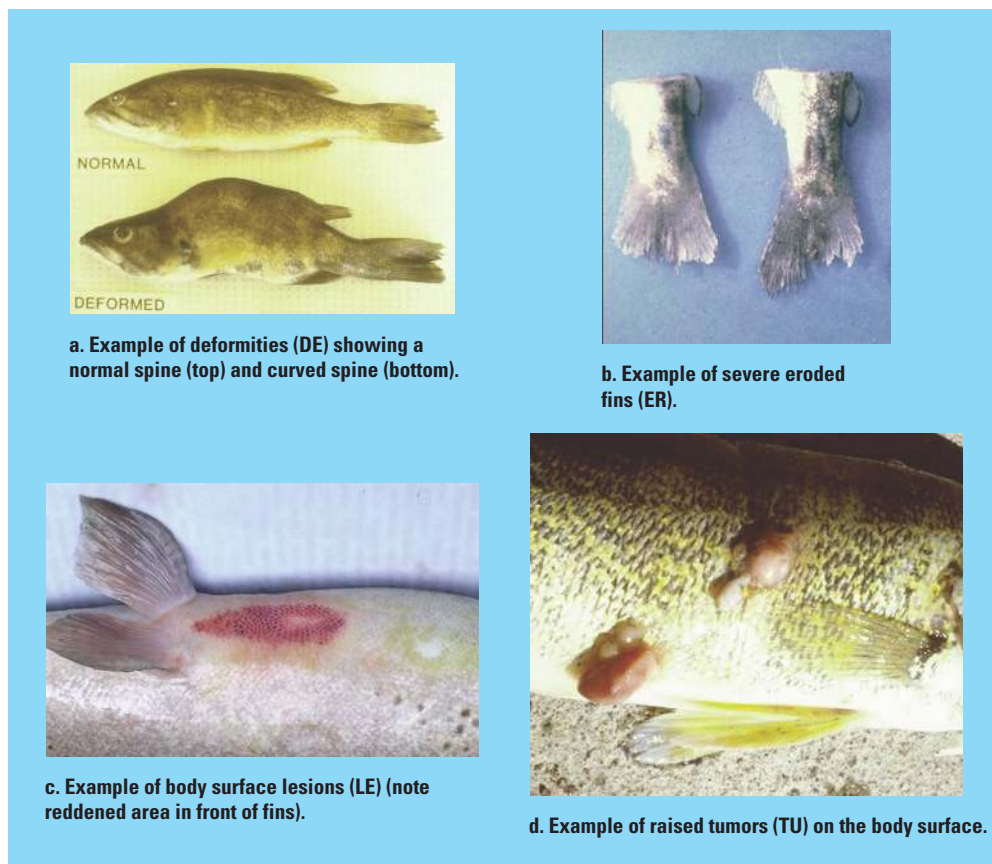 NORMAL
DEFORMED
a. Example of deformities (DE) showing a
normal spine (top) and curved spine (bottom).
b. Example of severe eroded
fins (ER).
c. Example of body surface lesions (LE) (note
reddened area in front of fins).
d. Example of raised tumors (TU) on the body surface.